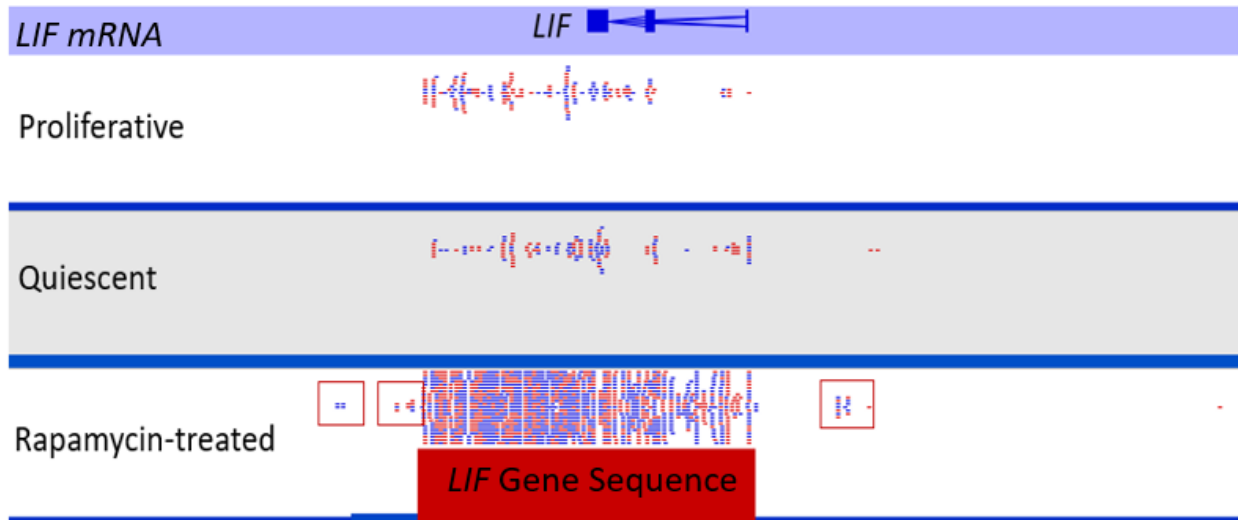 LIF
LIF mRNA
Proliferative
Quiescent
Rapamycin-treated
LIF Gene Sequence